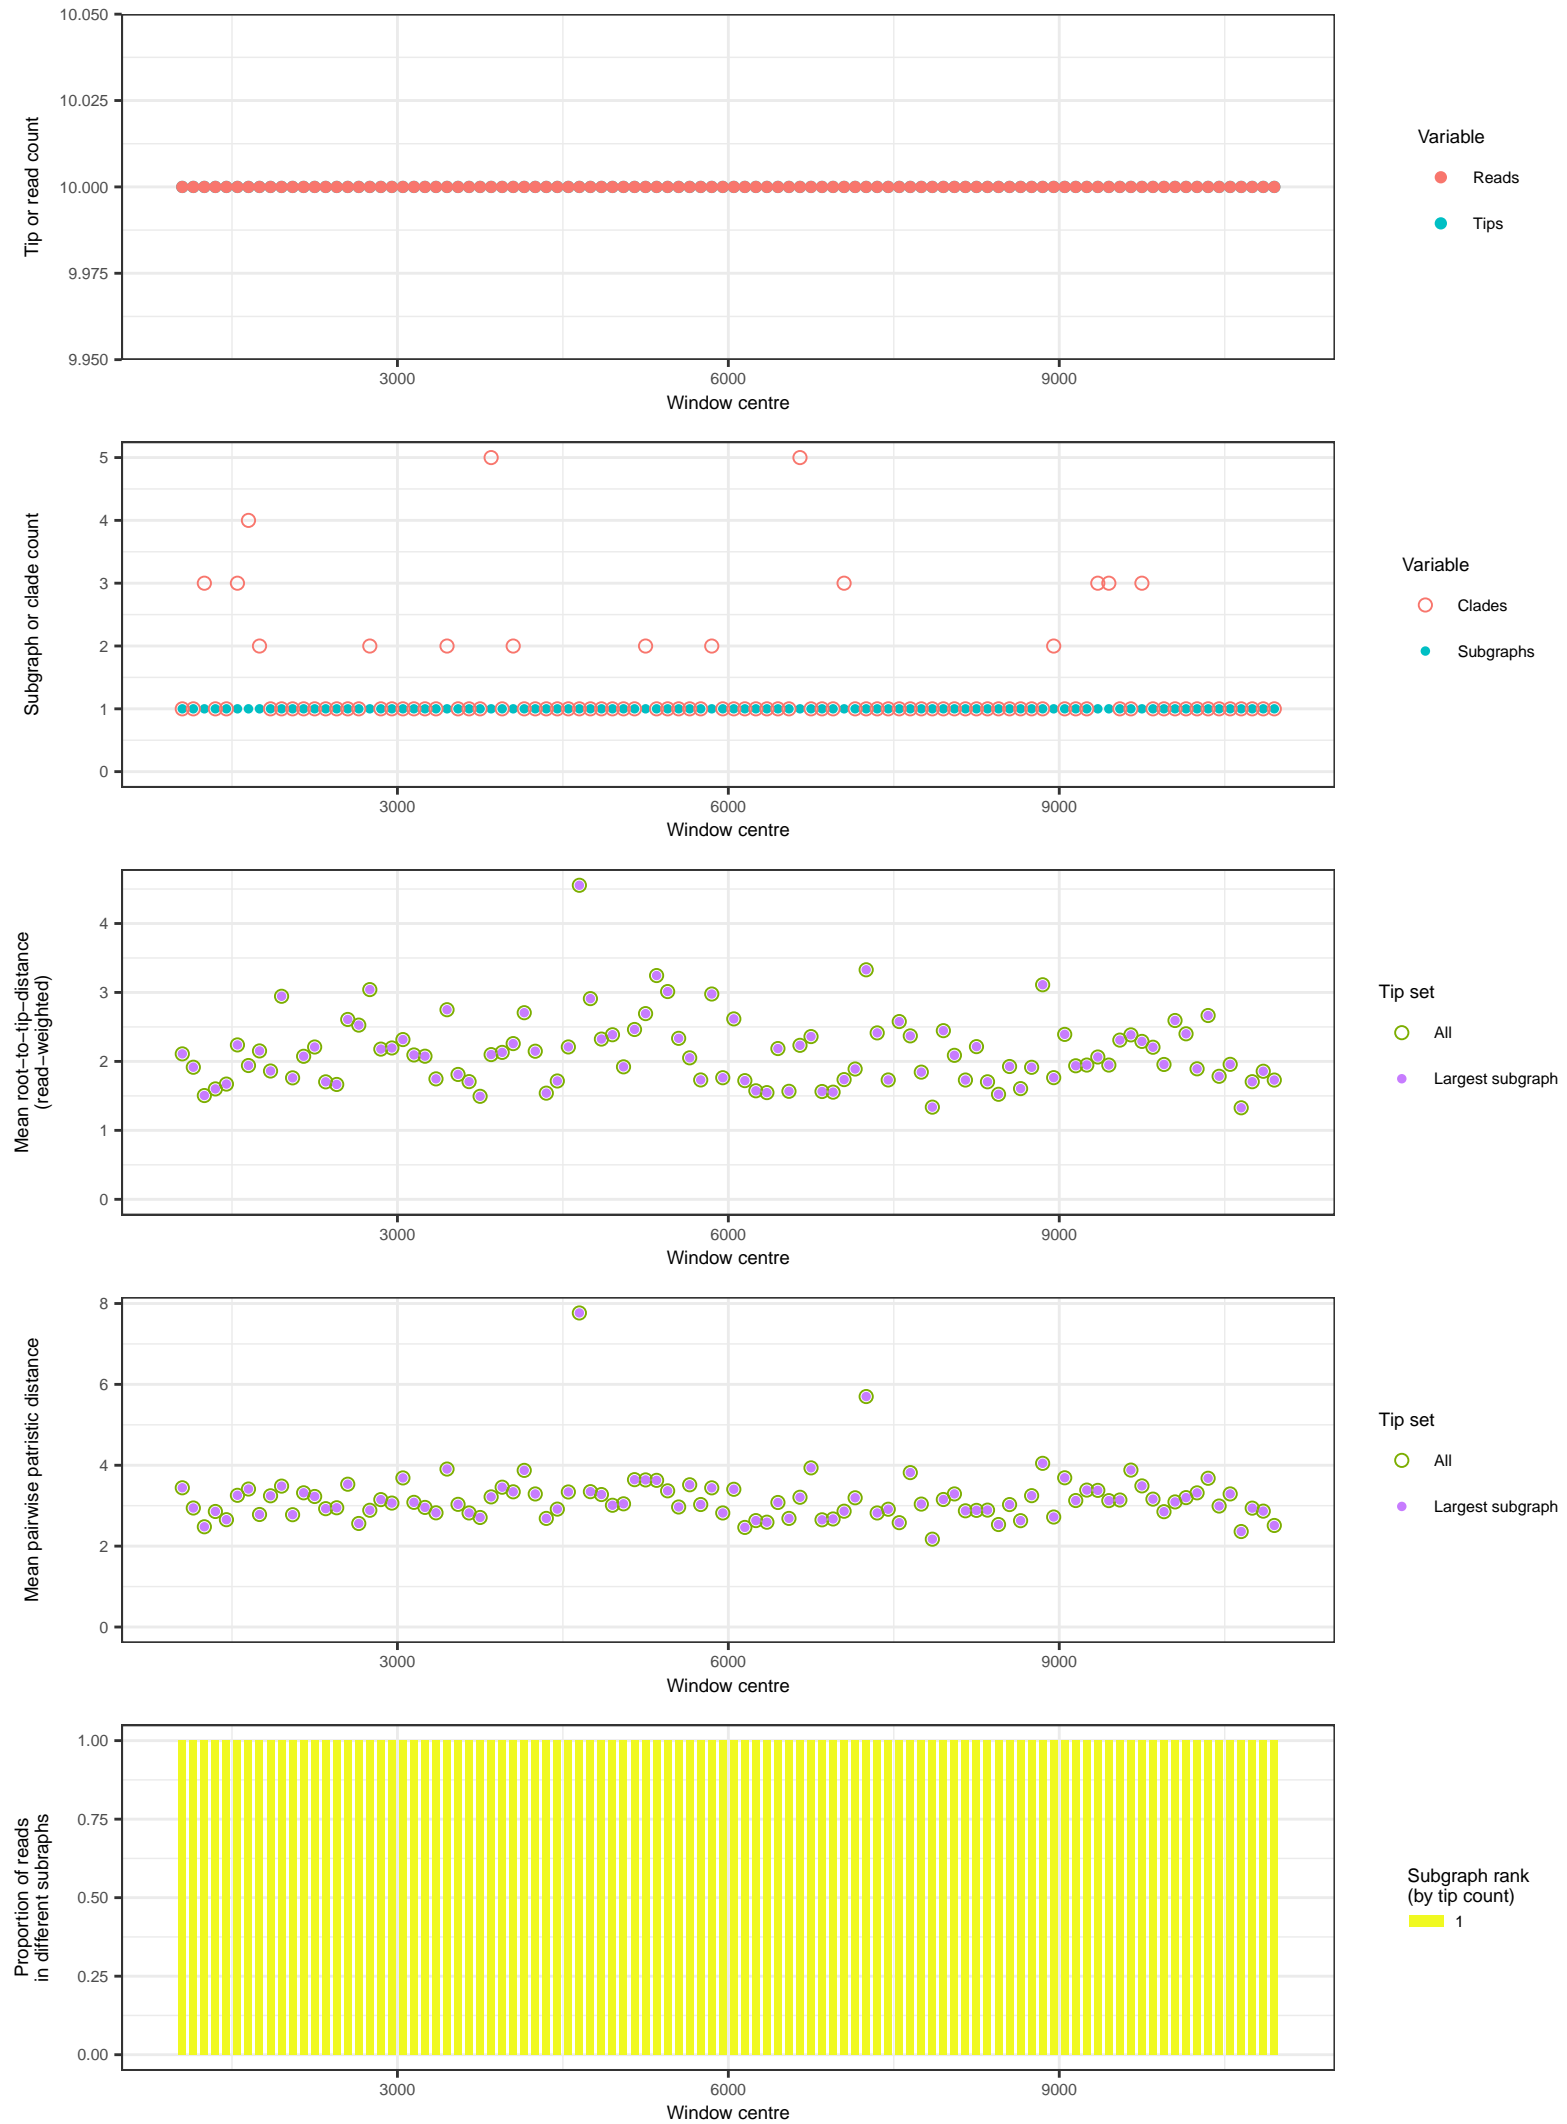 10.050
10.025
10.000
9.975
9.950
Tip or read count
3000
6000
9000
Window centre
Variable
Reads
Tips
5
4
3
2
1
0
Subgraph or clade count
3000
6000
9000
Window centre
Variable
Clades
Subgraphs
4
3
2
1
0
Mean root−to−tip−distance
(read−weighted)
3000
6000
9000
Window centre
Tip set
All
Largest subgraph
8
6
4
2
0
Mean pairwise patristic distance
3000
6000
9000
Window centre
Tip set
All
Largest subgraph
1.00
0.75
0.50
0.25
0.00
Proportion of reads
in different subraphs
3000
6000
9000
Window centre
Subgraph rank
(by tip count)
1